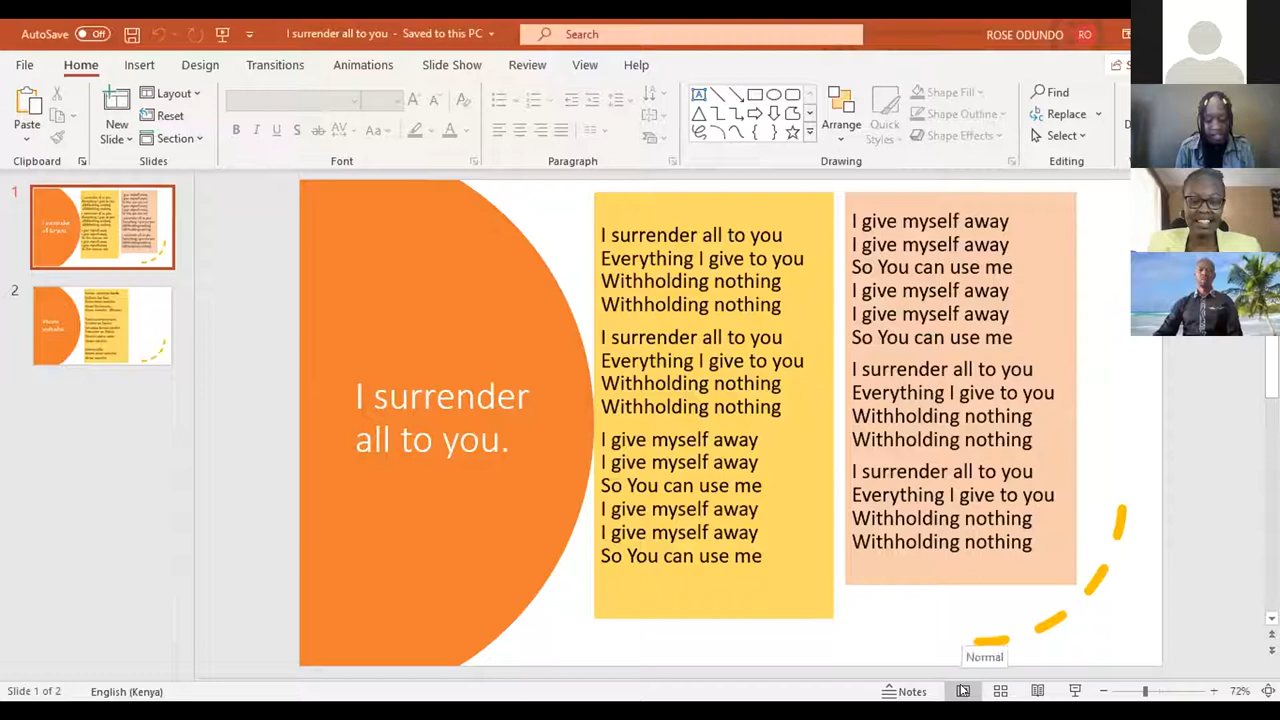 AutoSave Off I surrender all to you - Saved to this PC Search ROSE ODUNDO RO
File Home Insert Design Transitions Animations Slide Show Review View Help
Paste
New Slide
Layout
Reset
Section
B I U S ab AV Aa A
Shape Fill
Shape Outline
Shape Effects
Arrange
Quick Styles
Find
Replace
Select
Clipboard Slides Font Paragraph Drawing Editing
1
2
I surrender
all to you.
I surrender all to you
Everything I give to you
Withholding nothing
Withholding nothing
I surrender all to you
Everything I give to you
Withholding nothing
Withholding nothing
I give myself away
I give myself away
So You can use me
I give myself away
I give myself away
So You can use me
I give myself away
I give myself away
So You can use me
I give myself away
I give myself away
So You can use me
I surrender all to you
Everything I give to you
Withholding nothing
Withholding nothing
I surrender all to you
Everything I give to you
Withholding nothing
Withholding nothing
Normal
Slide 1 of 2 English (Kenya) Notes 72%